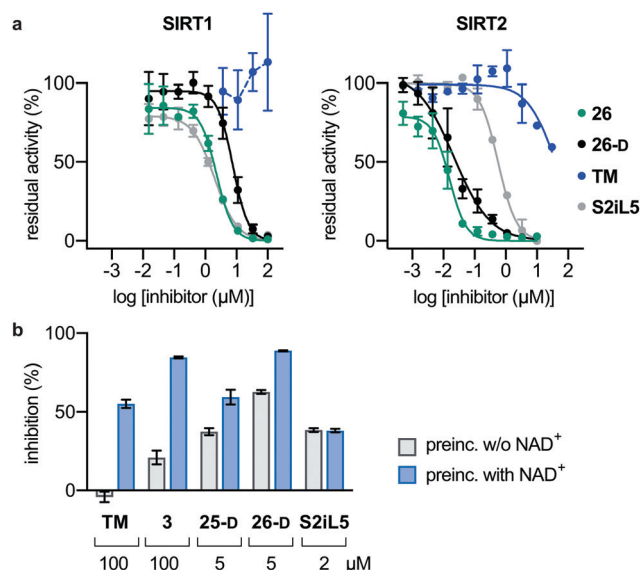 a
SIRT1
SIRT2
residual activity (%)
100
50
0
-3 -2 -1 0 1 2
log [inhibitor (µM)]
residual activity (%)
100
50
0
-3 -2 -1 0 1 2
log [inhibitor (µM)]
26
26-D
TM
S2iL5
b
inhibition (%)
100
50
0
TM 3 25-D 26-D S2iL5
100 100 5 5 2 µM
preinc. w/o NAD+
preinc. with NAD+